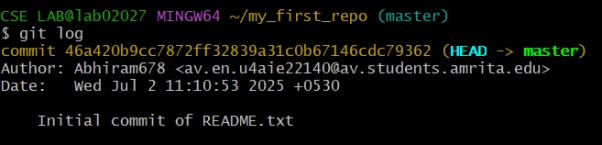 CSE LAB@lab02027 MINGW64 ~/my_first_repo (master)
$ git log
commit 46a420b9cc7872ff32839a31c0b67146cdc79362 (HEAD -> master)
Author: Abhiram678 <av.en.u4aie22140@av.students.amrita.edu>
Date:   Wed Jul 2 11:10:53 2025 +0530
    Initial commit of README.txt